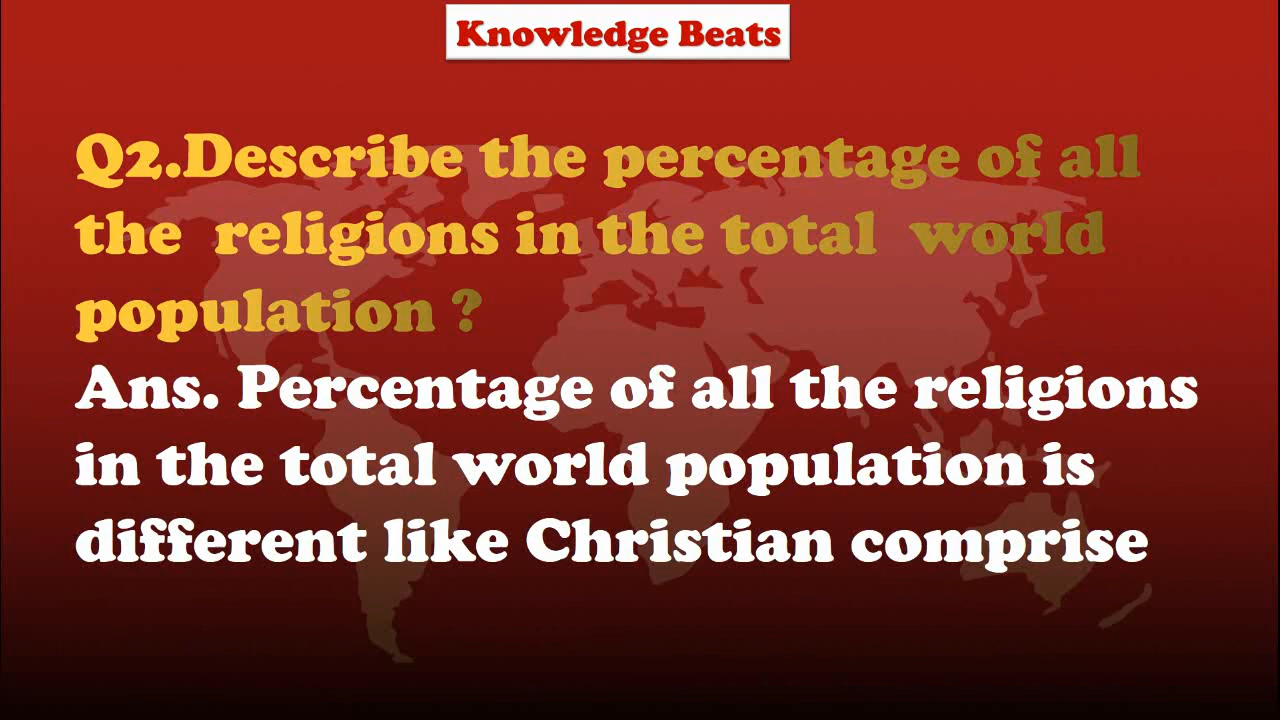 Knowledge Beats
Q2.Describe the percentage of all
the religions in the total world
population ?
Ans. Percentage of all the religions
in the total world population is
different like Christian comprise